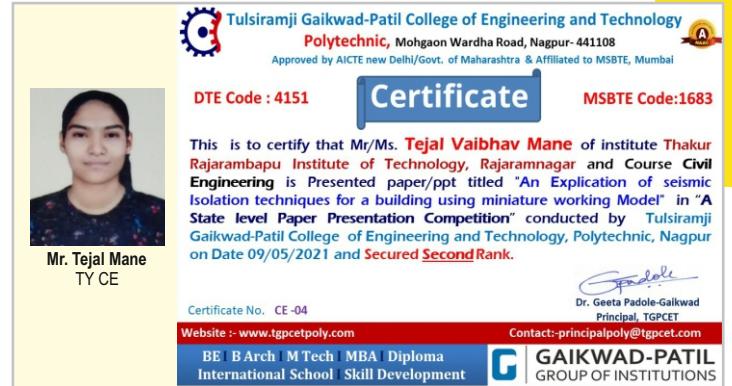 Tulsiramji Gaikwad-Patil College of Engineering and Technology
Polytechnic, Mohgaon Wardha Road, Nagpur- 441108
Approved by AICTE new Delhi/Govt. of Maharashtra & Affiliated to MSBTE, Mumbai
DTE Code : 4151
Certificate
MSBTE Code:1683
This is to certify that Mr/Ms. Tejal Vaibhav Mane of institute Thakur
Rajarambapu Institute of Technology, Rajaramnagar and Course Civil
Engineering is Presented paper/ppt titled "An Explication of seismic
Isolation techniques for a building using miniature working Model" in "A
State level Paper Presentation Competition" conducted by Tulsiramji
Gaikwad-Patil College of Engineering and Technology, Polytechnic, Nagpur
on Date 09/05/2021 and Secured Second Rank.
Certificate No. CE -04
Dr. Geeta Padole-Gaikwad
Principal, TGPCET
Website :- www.tgpcetpoly.com
Contact:-principalpoly@tgpcet.com
BE I B Arch I M Tech I MBA I Diploma
International School I Skill Development
GAIKWAD-PATIL
GROUP OF INSTITUTIONS
Mr. Tejal Mane
TY CE